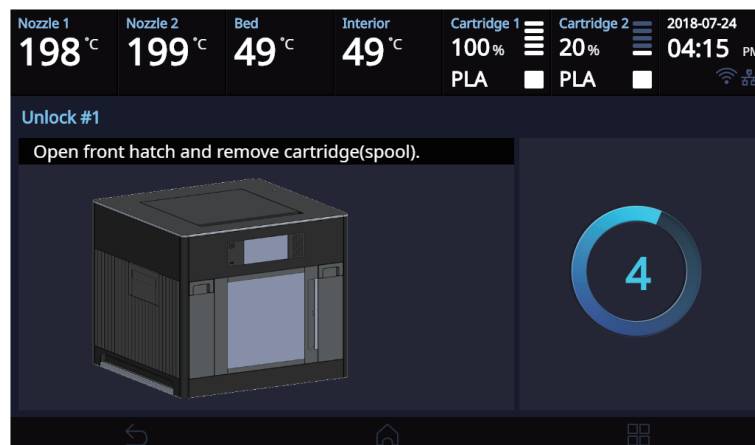 Nozzle 1 Nozzle 2 Bed Interior Cartridge 1 Cartridge 2 2018-07-24
198 °C 199 °C 49 °C 49 °C 100 % 20 % 04:15 PM
PLA PLA
Unlock #1
Open front hatch and remove cartridge(spool).
4